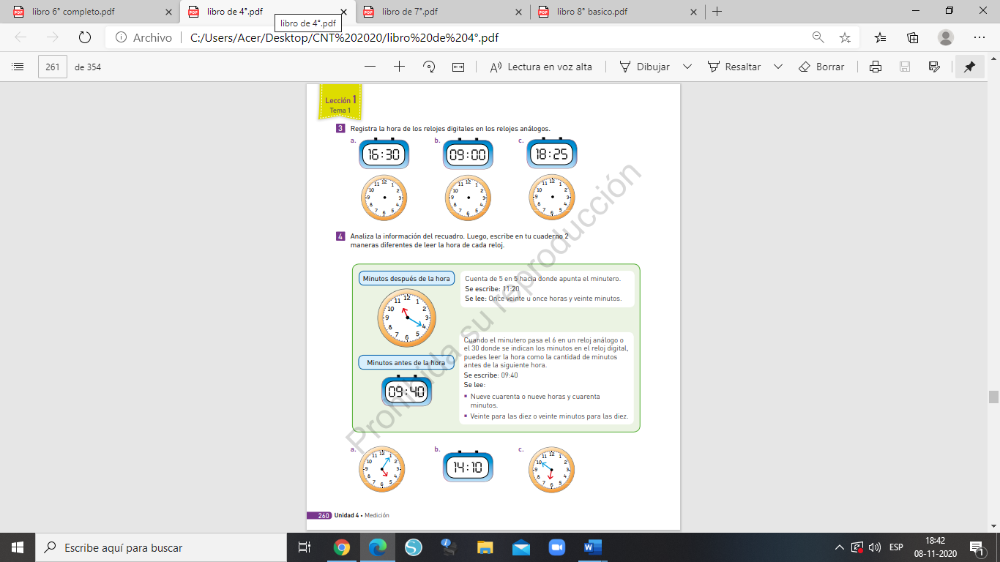 libro 6° completo.pdf
libro de 4°.pdf
libro de 7°.pdf
libro 8° basico.pdf
libro de 4°.pdf
Archivo
C:/Users/Acer/Desktop/CNT%202020/libro%20de%204°.pdf
261
de 354
Lectura en voz alta
Dibujar
Resaltar
Borrar
Lección 1
Tema 1
3 Registra la hora de los relojes digitales en los relojes análogos.
a. b. c.
16:30 09:00 18:25
12 1 2 3 4 5 6 7 8 9 10 11
12 1 2 3 4 5 6 7 8 9 10 11
12 1 2 3 4 5 6 7 8 9 10 11
4 Analiza la información del recuadro. Luego, escribe en tu cuaderno 2
maneras diferentes de leer la hora de cada reloj.
Minutos después de la hora
12 1 2 3 4 5 6 7 8 9 10 11
Cuenta de 5 en 5 hacia donde apunta el minutero.
Se escribe: 11:20
Se lee: Once veinte u once horas y veinte minutos.
Minutos antes de la hora
09:40
Cuando el minutero pasa el 6 en un reloj análogo o
el 30 donde se indican los minutos en el reloj digital,
puedes leer la hora como la cantidad de minutos
antes de la siguiente hora.
Se escribe: 09:40
Se lee:
▪ Nueve cuarenta o nueve horas y cuarenta
minutos.
▪ Veinte para las diez o veinte minutos para las diez.
a. b. c.
12 1 2 3 4 5 6 7 8 9 10 11
14:10
12 1 2 3 4 5 6 7 8 9 10 11
Prohibida su reproducción
260 Unidad 4 • Medición
Escribe aquí para buscar
ESP
18:42
08-11-2020
1